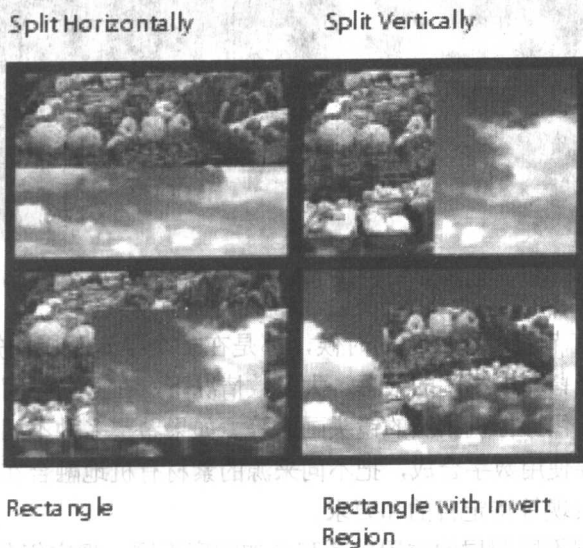 Split Horizontally
Split Vertically
Rectangle
Rectangle with Invert
Region